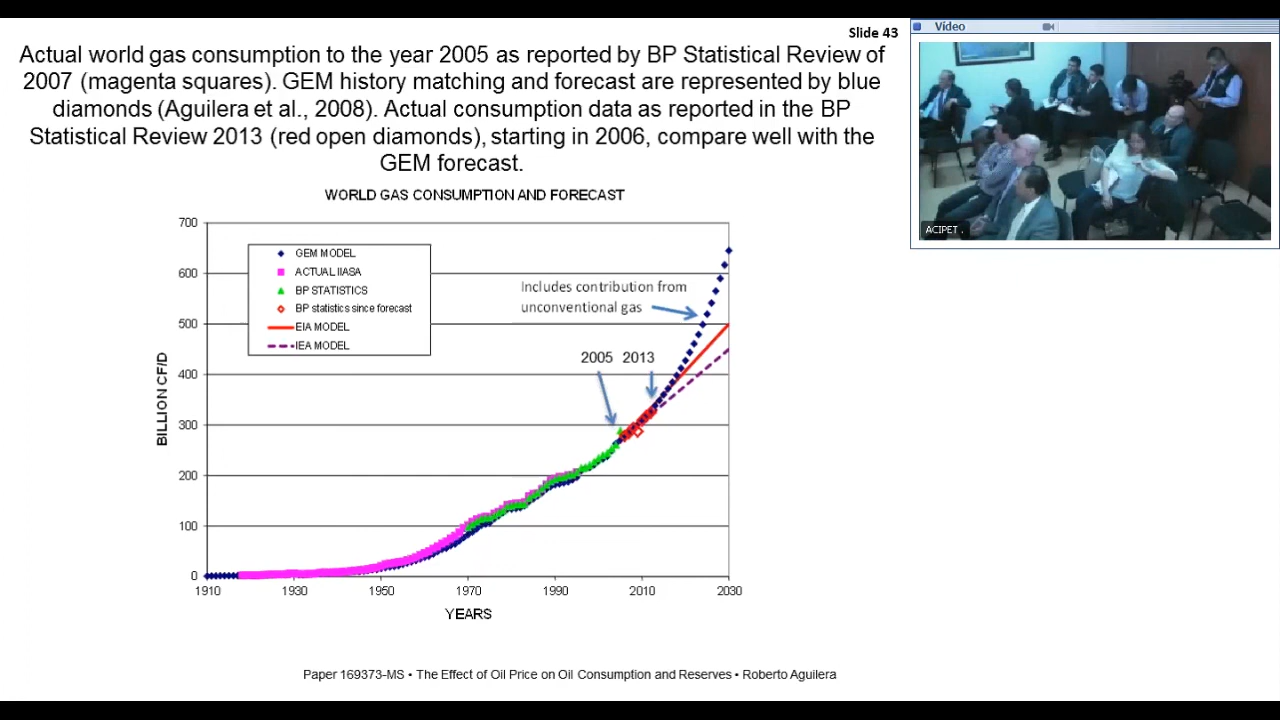 Slide 43
Actual world gas consumption to the year 2005 as reported by BP Statistical Review of
2007 (magenta squares). GEM history matching and forecast are represented by blue
diamonds (Aguilera et al., 2008). Actual consumption data as reported in the BP
Statistical Review 2013 (red open diamonds), starting in 2006, compare well with the
GEM forecast.
WORLD GAS CONSUMPTION AND FORECAST
700
600
500
400
300
200
100
0
BILLION CF/D
GEM MODEL
ACTUAL IIASA
BP STATISTICS
BP statistics since forecast
EIA MODEL
IEA MODEL
Includes contribution from
unconventional gas
2005 2013
1910 1930 1950 1970 1990 2010 2030
YEARS
Paper 169373-MS • The Effect of Oil Price on Oil Consumption and Reserves • Roberto Aguilera
Vídeo
ACIPET .